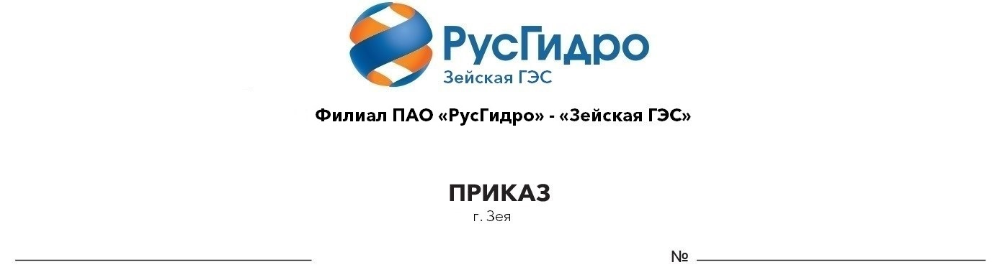 РусГидро
Зейская ГЭС
Филиал ПАО «РусГидро» - «Зейская ГЭС»
ПРИКАЗ
г. Зея
№